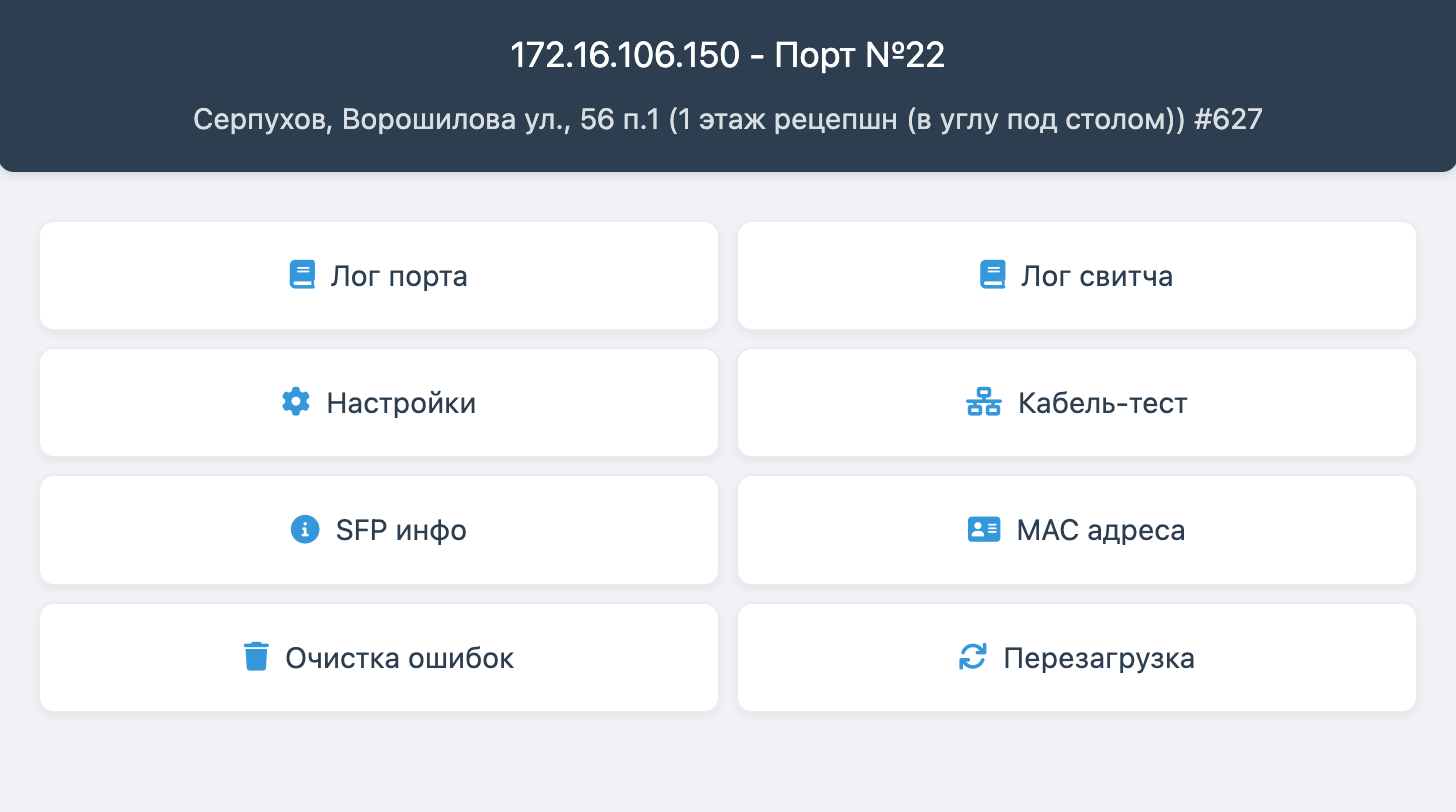 172.16.106.150 - Порт №22
Серпухов, Ворошилова ул., 56 п.1 (1 этаж рецепшн (в углу под столом)) #627
Лог порта
Лог свитча
Настройки
Кабель-тест
SFP инфо
MAC адреса
Очистка ошибок
Перезагрузка